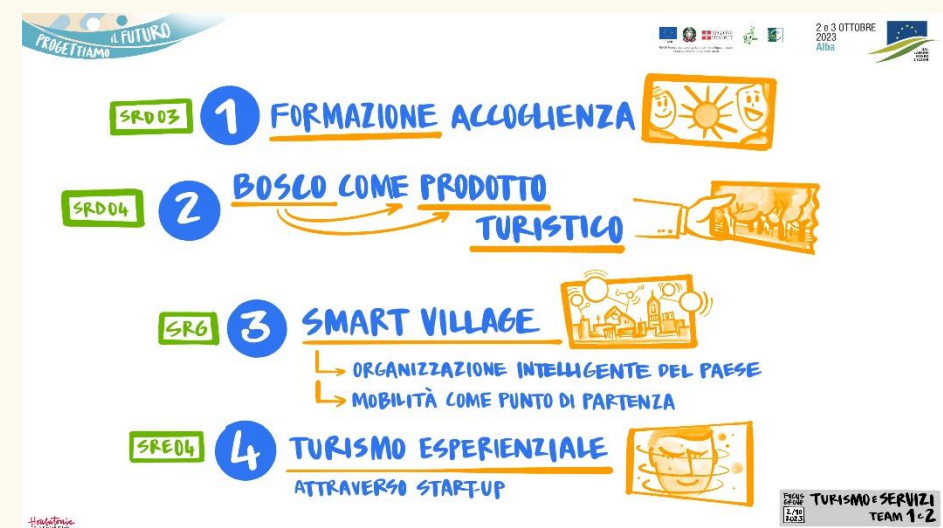 PROGETTIAMO IL FUTURO
2 e 3 OTTOBRE
2023
Alba
SRD03 1 FORMAZIONE ACCOGLIENZA
SRD04 2 BOSCO COME PRODOTTO
TURISTICO
SRG 3 SMART VILLAGE
ORGANIZZAZIONE INTELLIGENTE DEL PAESE
MOBILITÀ COME PUNTO DI PARTENZA
SRE04 4 TURISMO ESPERIENZIALE
ATTRAVERSO START-UP
FOCUS GROUP
2/10
2023
TURISMO E SERVIZI
TEAM 1 e 2